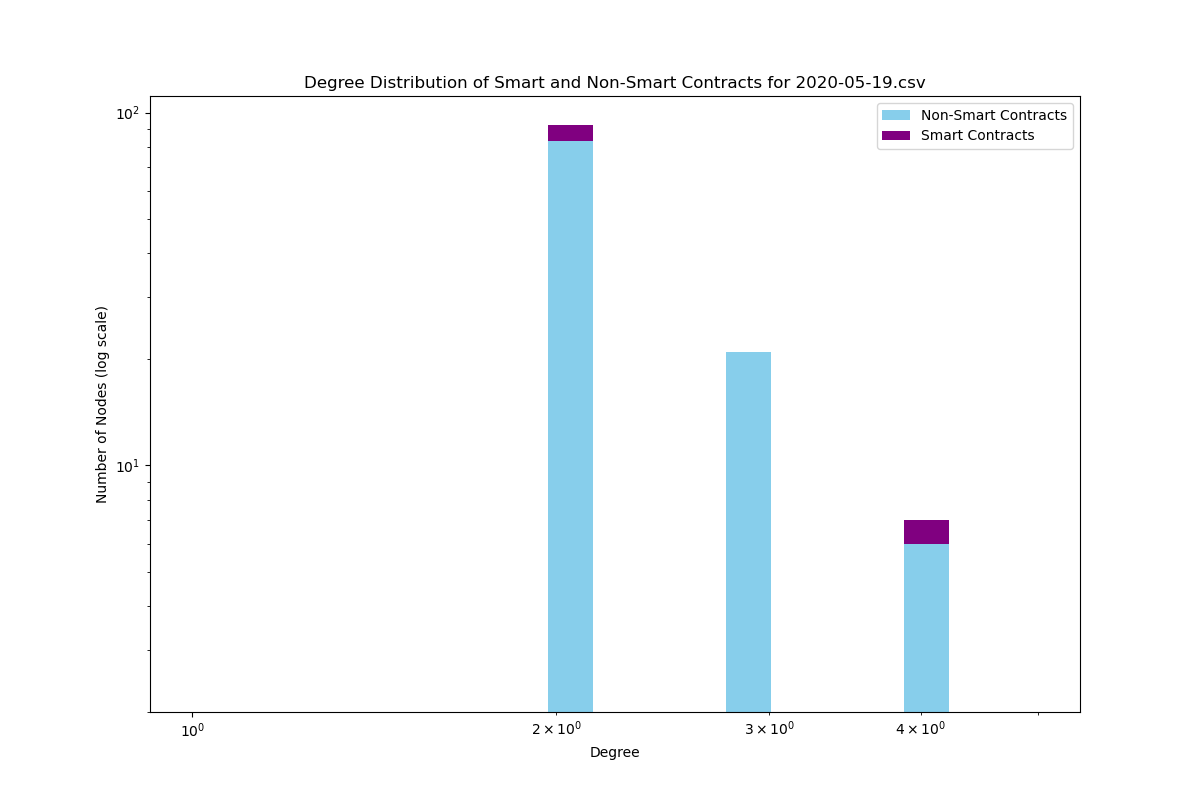 Degree Distribution of Smart and Non-Smart Contracts for 2020-05-19.csv
Non-Smart Contracts
Smart Contracts
Number of Nodes (log scale)
10²
10¹
10⁰
2 × 10⁰
3 × 10⁰
4 × 10⁰
Degree